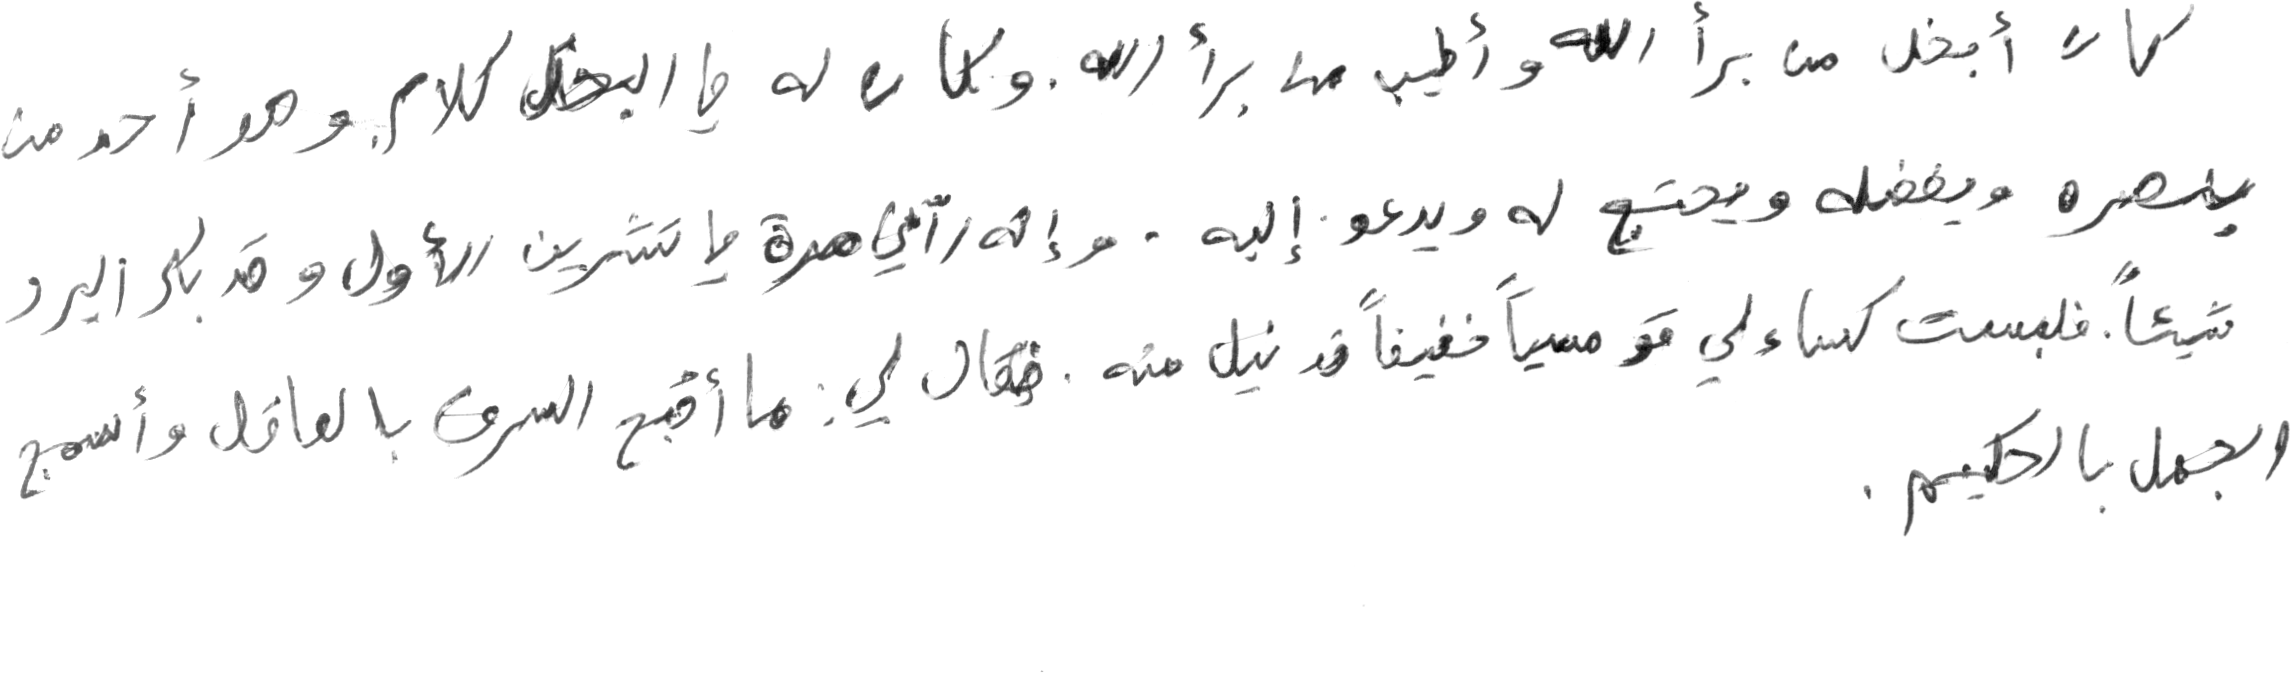 كان أبخل من برأ الله وأطيب من برأ الله. وكان له في البخل كلام، وهو أحد من
ينصره ويفضله ويحتج له ويدعو إليه. وإنه رآني مرة في تشرين الأول وقد بكر البرد
شيئاً. فلبست كساء لي قومسياً خفيفاً قد نيل منه. فقال لي: ما أقبح السرف بالعاقل وأسمج
الجهل بالحكيم.